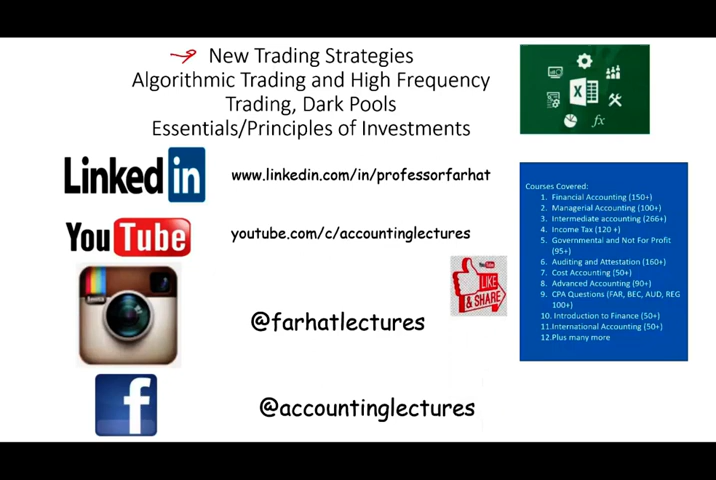 New Trading Strategies
Algorithmic Trading and High Frequency
Trading, Dark Pools
Essentials/Principles of Investments
X
fx
Linked in
www.linkedin.com/in/professorfarhat
YouTube
youtube.com/c/accountinglectures
YouTube
LIKE
& SHARE
@farhatlectures
f
@accountinglectures
Courses Covered:
1. Financial Accounting (150+)
2. Managerial Accounting (100+)
3. Intermediate accounting (266+)
4. Income Tax (120 +)
5. Governmental and Not For Profit
(95+)
6. Auditing and Attestation (160+)
7. Cost Accounting (50+)
8. Advanced Accounting (90+)
9. CPA Questions (FAR, BEC, AUD, REG
100+)
10. Introduction to Finance (50+)
11.International Accounting (50+)
12.Plus many more